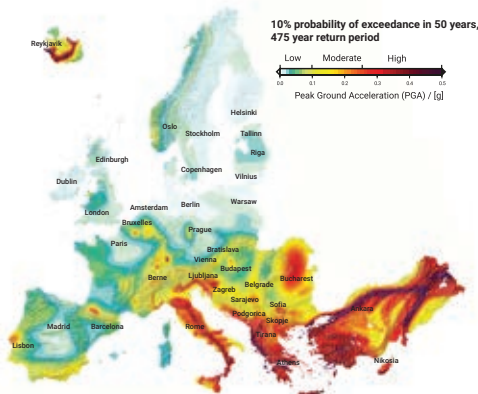 10% probability of exceedance in 50 years,
475 year return period
Low Moderate High
0.0 0.1 0.2 0.3 0.4 0.5
Peak Ground Acceleration (PGA) / [g]
Reykjavik
Helsinki
Oslo
Stockholm
Tallinn
Riga
Edinburgh
Copenhagen
Vilnius
Dublin
London
Amsterdam
Berlin
Warsaw
Bruxelles
Prague
Paris
Bratislava
Vienna
Budapest
Berne
Ljubljana
Bucharest
Zagreb
Belgrade
Sarajevo
Sofia
Ankara
Podgorica
Skopje
Madrid
Barcelona
Rome
Tirana
Lisbon
Athens
Nikosia